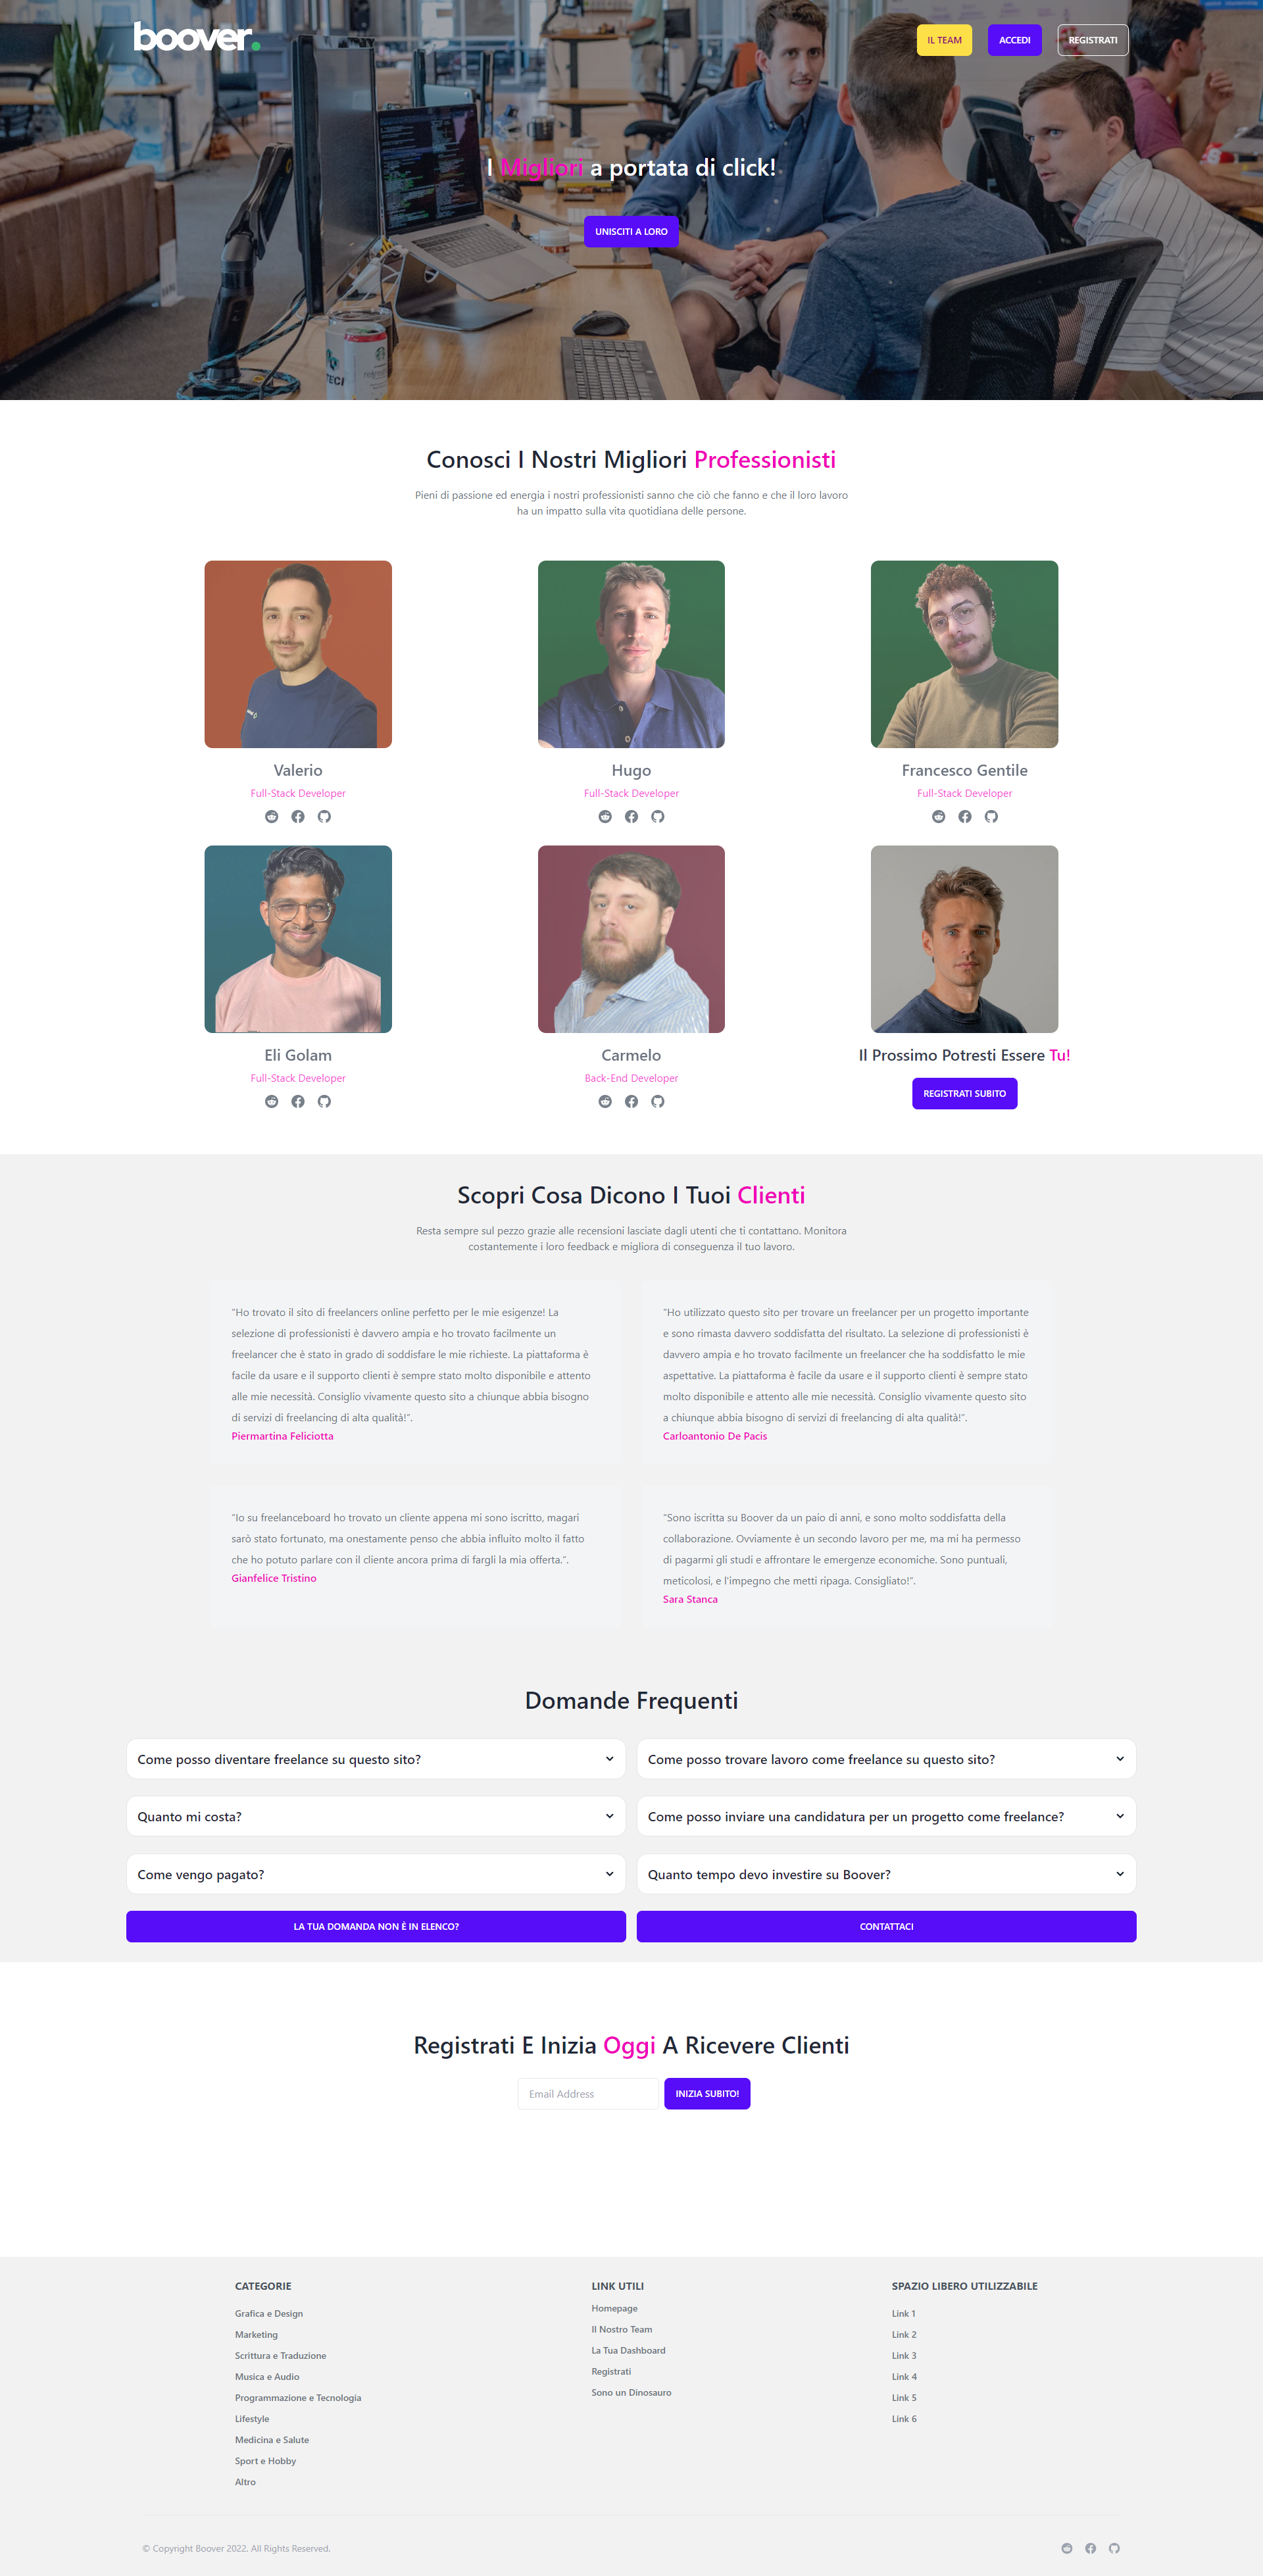 boover.
IL TEAM
ACCEDI
REGISTRATI
I Migliori a portata di click!
UNISCITI A LORO
Conosci I Nostri Migliori Professionisti
Pieni di passione ed energia i nostri professionisti sanno che ciò che fanno e che il loro lavoro
ha un impatto sulla vita quotidiana delle persone.
Valerio
Full-Stack Developer
Hugo
Full-Stack Developer
Francesco Gentile
Full-Stack Developer
Eli Golam
Full-Stack Developer
Carmelo
Back-End Developer
Il Prossimo Potresti Essere Tu!
REGISTRATI SUBITO
Scopri Cosa Dicono I Tuoi Clienti
Resta sempre sul pezzo grazie alle recensioni lasciate dagli utenti che ti contattano. Monitora
costantemente i loro feedback e migliora di conseguenza il tuo lavoro.
“Ho trovato il sito di freelancers online perfetto per le mie esigenze! La
selezione di professionisti è davvero ampia e ho trovato facilmente un
freelancer che è stato in grado di soddisfare le mie richieste. La piattaforma è
facile da usare e il supporto clienti è sempre stato molto disponibile e attento
alle mie necessità. Consiglio vivamente questo sito a chiunque abbia bisogno
di servizi di freelancing di alta qualità!”.
Piermartina Feliciotta
“Ho utilizzato questo sito per trovare un freelancer per un progetto importante
e sono rimasta davvero soddisfatta del risultato. La selezione di professionisti è
davvero ampia e ho trovato facilmente un freelancer che ha soddisfatto le mie
aspettative. La piattaforma è facile da usare e il supporto clienti è sempre stato
molto disponibile e attento alle mie necessità. Consiglio vivamente questo sito
a chiunque abbia bisogno di servizi di freelancing di alta qualità!”.
Carloantonio De Pacis
“Io su freelanceboard ho trovato un cliente appena mi sono iscritto, magari
sarò stato fortunato, ma onestamente penso che abbia influito molto il fatto
che ho potuto parlare con il cliente ancora prima di fargli la mia offerta.”.
Gianfelice Tristino
“Sono iscritta su Boover da un paio di anni, e sono molto soddisfatta della
collaborazione. Ovviamente è un secondo lavoro per me, ma mi ha permesso
di pagarmi gli studi e affrontare le emergenze economiche. Sono puntuali,
meticolosi, e l'impegno che metti ripaga. Consigliato!”.
Sara Stanca
Domande Frequenti
Come posso diventare freelance su questo sito?
Come posso trovare lavoro come freelance su questo sito?
Quanto mi costa?
Come posso inviare una candidatura per un progetto come freelance?
Come vengo pagato?
Quanto tempo devo investire su Boover?
LA TUA DOMANDA NON È IN ELENCO?
CONTATTACI
Registrati E Inizia Oggi A Ricevere Clienti
Email Address
INIZIA SUBITO!
CATEGORIE
Grafica e Design
Marketing
Scrittura e Traduzione
Musica e Audio
Programmazione e Tecnologia
Lifestyle
Medicina e Salute
Sport e Hobby
Altro
LINK UTILI
Homepage
Il Nostro Team
La Tua Dashboard
Registrati
Sono un Dinosauro
SPAZIO LIBERO UTILIZZABILE
Link 1
Link 2
Link 3
Link 4
Link 5
Link 6
© Copyright Boover 2022. All Rights Reserved.